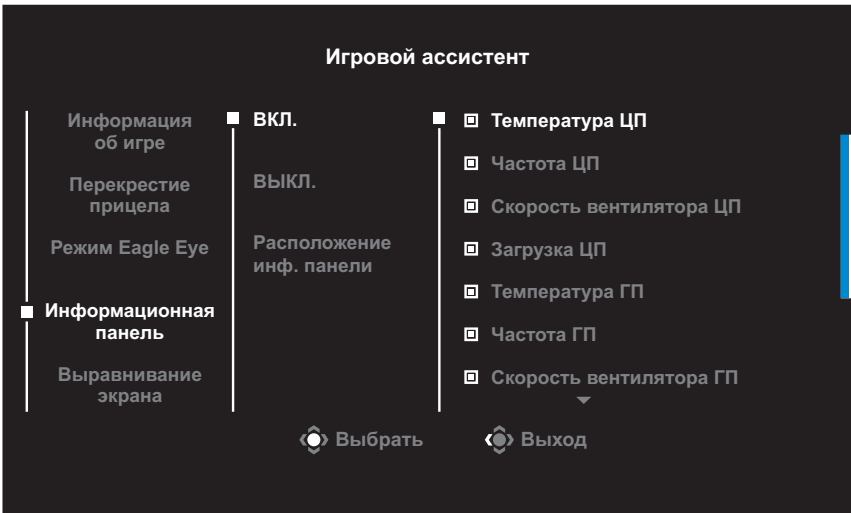 Игровой ассистент
Информация
об игре
Перекрестие
прицела
Режим Eagle Eye
Информационная
панель
Выравнивание
экрана
ВКЛ.
ВЫКЛ.
Расположение
инф. панели
Температура ЦП
Частота ЦП
Скорость вентилятора ЦП
Загрузка ЦП
Температура ГП
Частота ГП
Скорость вентилятора ГП
Выбрать
Выход